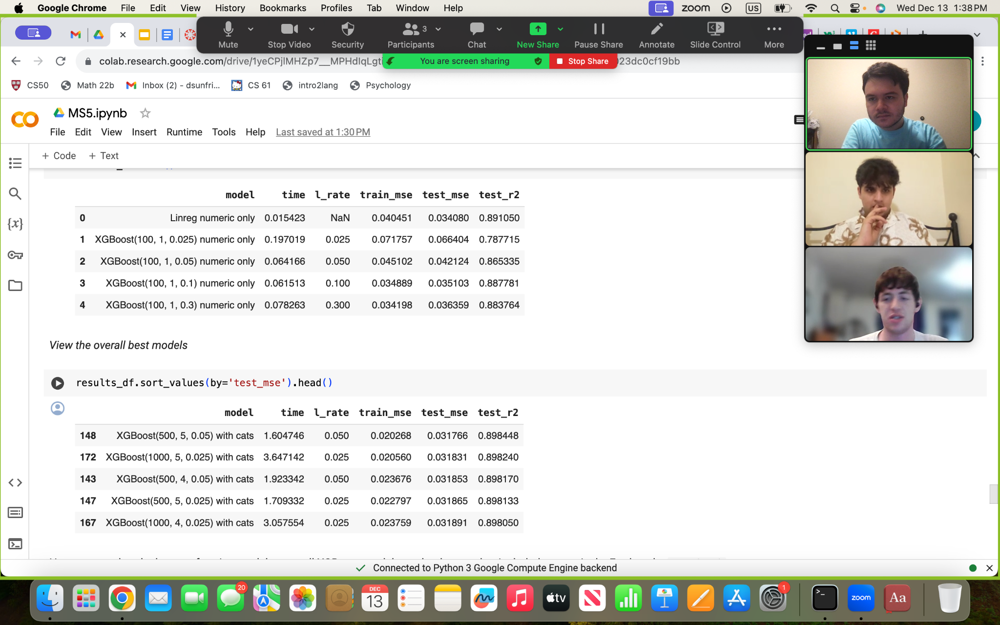 Google Chrome File Edit View History Bookmarks Profiles Tab Window Help zoom US Wed Dec 13 1:38 PM
Mute Stop Video Security Participants 3 Chat New Share Pause Share Annotate Slide Control More
colab.research.google.com/drive/1yeCPjlMHZp7__MPHdIqLgti You are screen sharing Stop Share 023dc0cf19bb
CS50 Math 22b Inbox (2) - dsunfri... CS 61 intro2lang Psychology
MS5.ipynb
File Edit View Insert Runtime Tools Help Last saved at 1:30 PM
+ Code + Text
model time l_rate train_mse test_mse test_r2
0 Linreg numeric only 0.015423 NaN 0.040451 0.034080 0.891050
1 XGBoost(100, 1, 0.025) numeric only 0.197019 0.025 0.071757 0.066404 0.787715
2 XGBoost(100, 1, 0.05) numeric only 0.064166 0.050 0.045102 0.042124 0.865335
3 XGBoost(100, 1, 0.1) numeric only 0.061513 0.100 0.034889 0.035103 0.887781
4 XGBoost(100, 1, 0.3) numeric only 0.078263 0.300 0.034198 0.036359 0.883764
View the overall best models
results_df.sort_values(by='test_mse').head()
model time l_rate train_mse test_mse test_r2
148 XGBoost(500, 5, 0.05) with cats 1.604746 0.050 0.020268 0.031766 0.898448
172 XGBoost(1000, 5, 0.025) with cats 3.647142 0.025 0.020560 0.031831 0.898240
143 XGBoost(500, 4, 0.05) with cats 1.923342 0.050 0.023676 0.031853 0.898170
147 XGBoost(500, 5, 0.025) with cats 1.709332 0.025 0.022797 0.031865 0.898133
167 XGBoost(1000, 4, 0.025) with cats 3.057554 0.025 0.023759 0.031891 0.898050
Connected to Python 3 Google Compute Engine backend
20 DEC 13 tv 1 zoom Aa